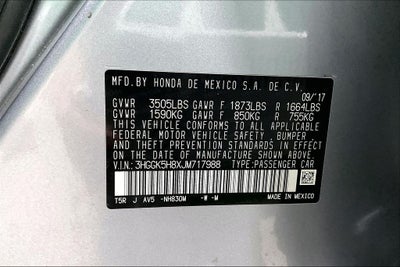 MFD.BY HONDA DE MEXICO S.A. DE C.V.
09/'17
GVWR 3505LBS GAWR F 1873LBS R 1664LBS
GVWR 1590KG GAWR F 850KG R 755KG
THIS VEHICLE CONFORMS TO ALL APPLICABLE
FEDERAL MOTOR VEHICLE SAFETY, BUMPER
AND THEFT PREVENTION STANDARDS IN EFFECT
ON THE DATE OF MANUFACTURE SHOWN ABOVE.
V.I.N.: 3HGGK5H8XJM717988 TYPE: PASSENGER CAR
T5R J AV5 -NH830M -W -M
MADE IN MEXICO